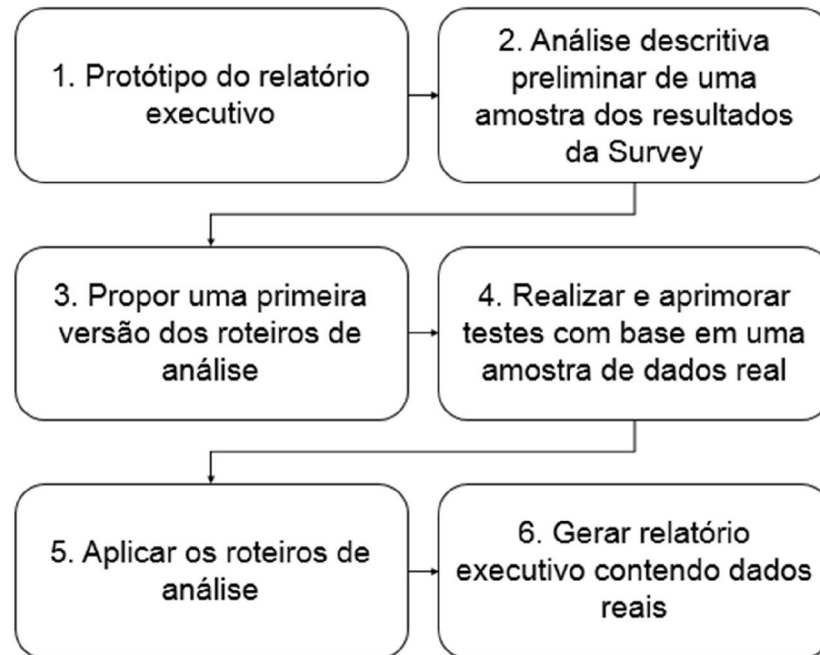 1. Protótipo do relatório
executivo
2. Análise descritiva
preliminar de uma
amostra dos resultados
da Survey
3. Propor uma primeira
versão dos roteiros de
análise
4. Realizar e aprimorar
testes com base em uma
amostra de dados real
5. Aplicar os roteiros de
análise
6. Gerar relatório
executivo contendo dados
reais